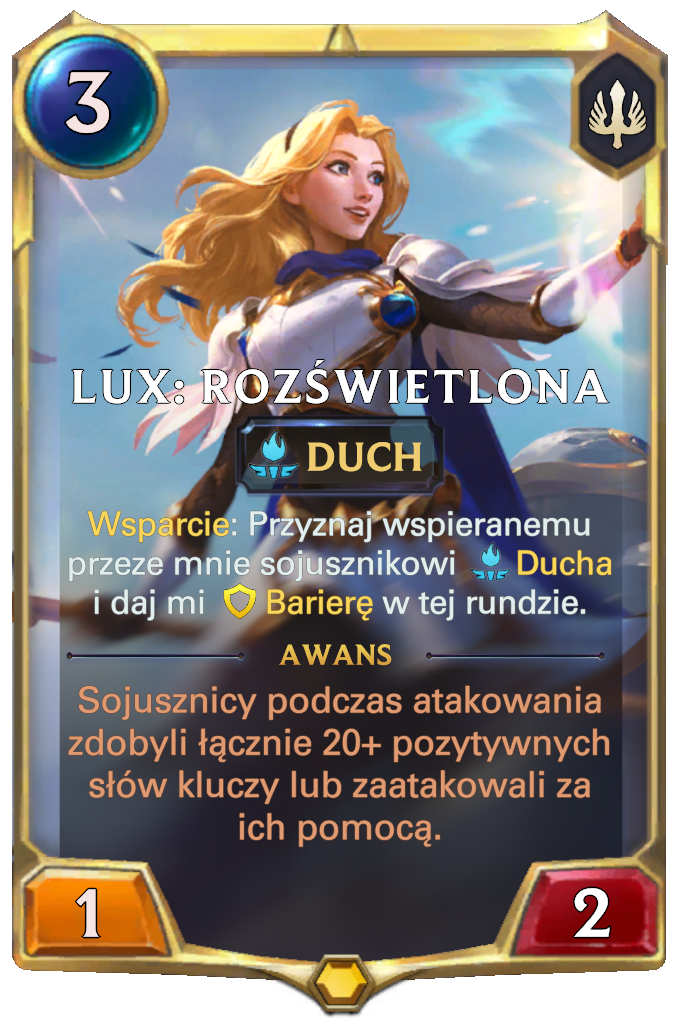 3
LUX: ROZŚWIETLONA
DUCH
Wsparcie: Przyznaj wspieranemu
przeze mnie sojusznikowi Ducha
i daj mi Barierę w tej rundzie.
AWANS
Sojusznicy podczas atakowania
zdobyli łącznie 20+ pozytywnych
słów kluczy lub zaatakowali za
ich pomocą.
1
2